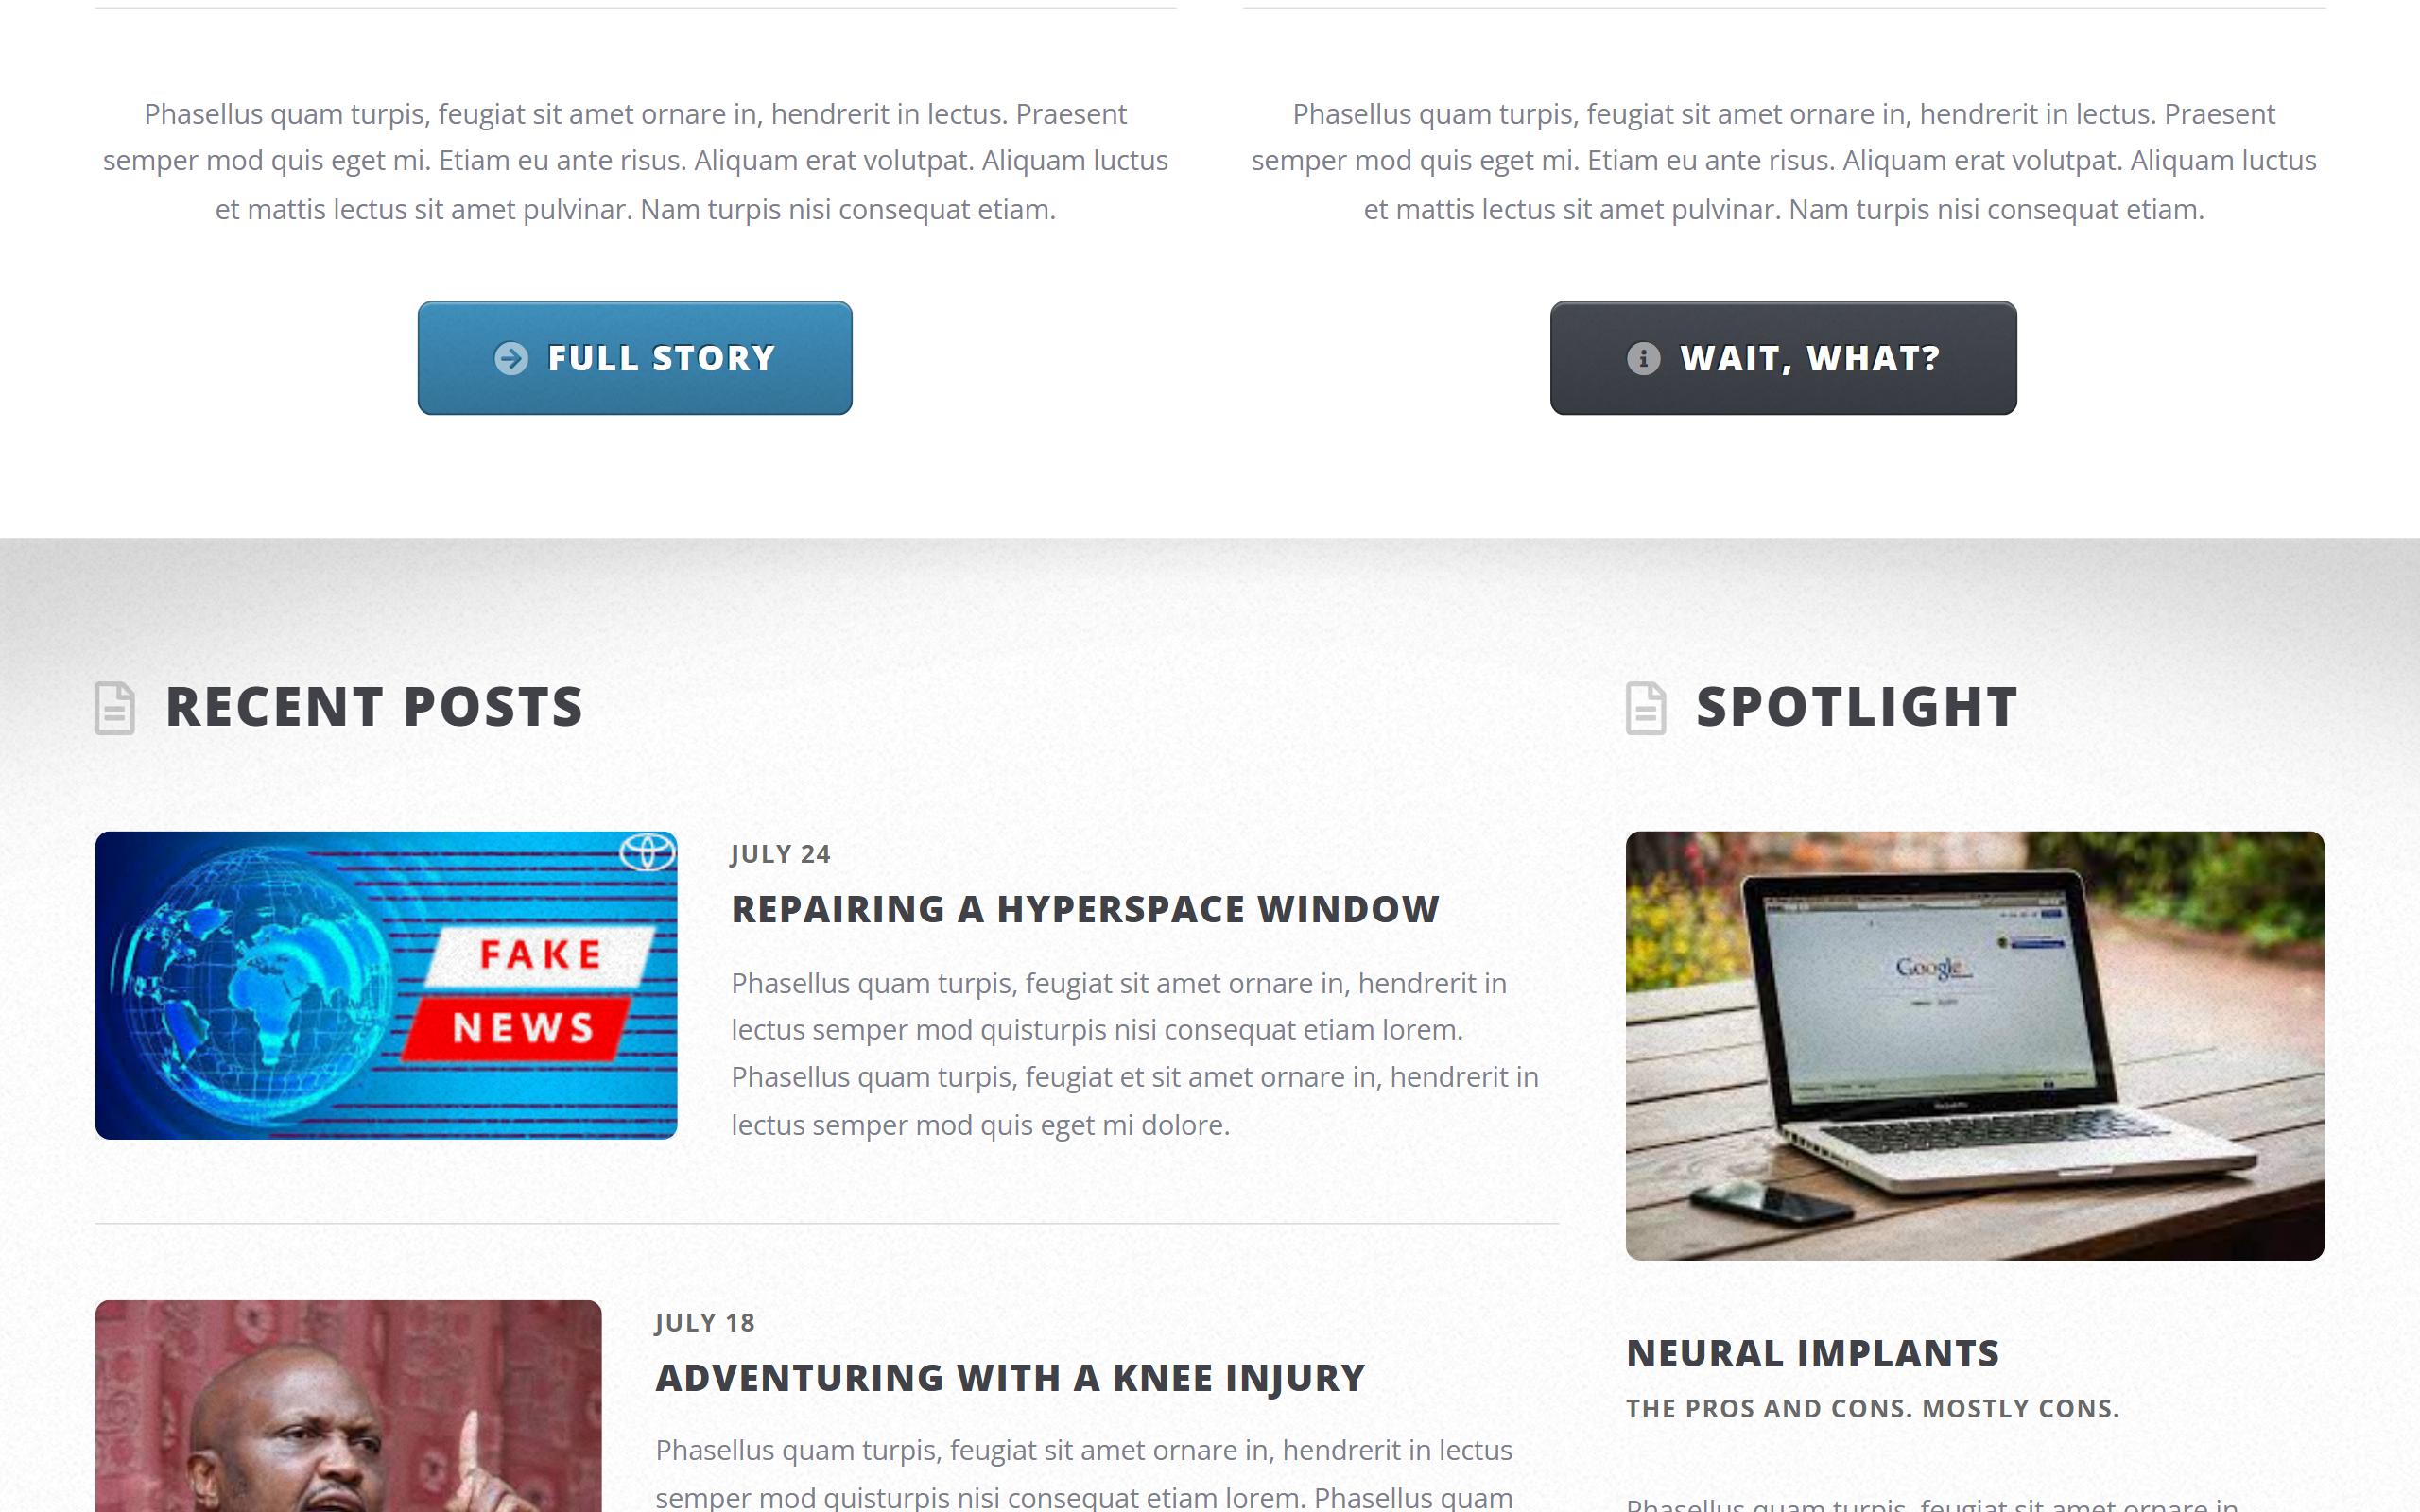 Phasellus quam turpis, feugiat sit amet ornare in, hendrerit in lectus. Praesent
semper mod quis eget mi. Etiam eu ante risus. Aliquam erat volutpat. Aliquam luctus
et mattis lectus sit amet pulvinar. Nam turpis nisi consequat etiam.
FULL STORY
Phasellus quam turpis, feugiat sit amet ornare in, hendrerit in lectus. Praesent
semper mod quis eget mi. Etiam eu ante risus. Aliquam erat volutpat. Aliquam luctus
et mattis lectus sit amet pulvinar. Nam turpis nisi consequat etiam.
WAIT, WHAT?
RECENT POSTS
FAKE
NEWS
JULY 24
REPAIRING A HYPERSPACE WINDOW
Phasellus quam turpis, feugiat sit amet ornare in, hendrerit in
lectus semper mod quisturpis nisi consequat etiam lorem.
Phasellus quam turpis, feugiat et sit amet ornare in, hendrerit in
lectus semper mod quis eget mi dolore.
JULY 18
ADVENTURING WITH A KNEE INJURY
Phasellus quam turpis, feugiat sit amet ornare in, hendrerit in lectus
semper mod quisturpis nisi consequat etiam lorem. Phasellus quam
SPOTLIGHT
Google
NEURAL IMPLANTS
THE PROS AND CONS. MOSTLY CONS.
Phasellus quam turpis, feugiat sit amet ornare in